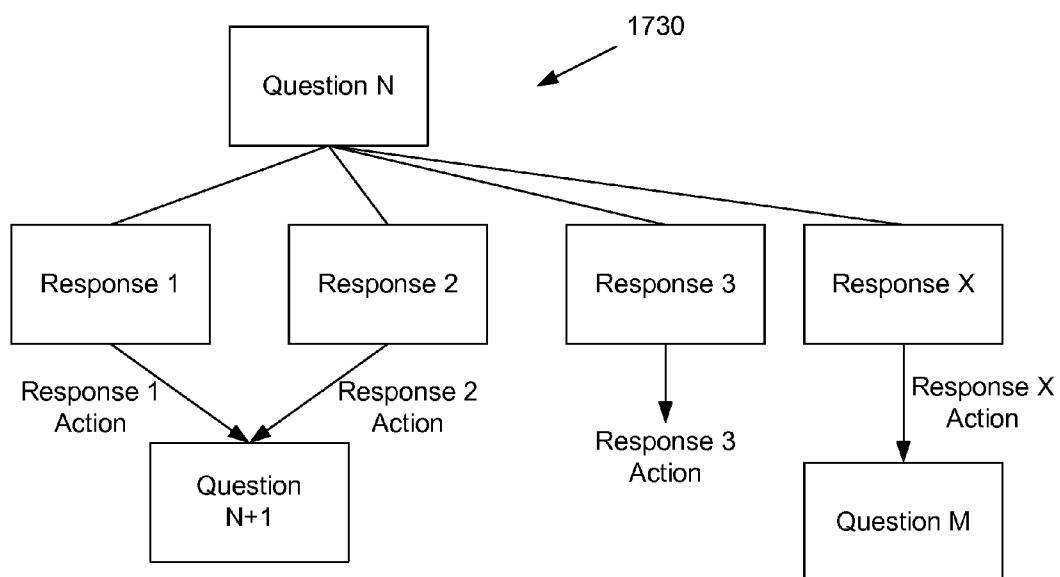 1730
Question N
Response 1
Response 2
Response 3
Response X
Response 1
Action
Response 2
Action
Response 3
Action
Response X
Action
Question
N+1
Question M